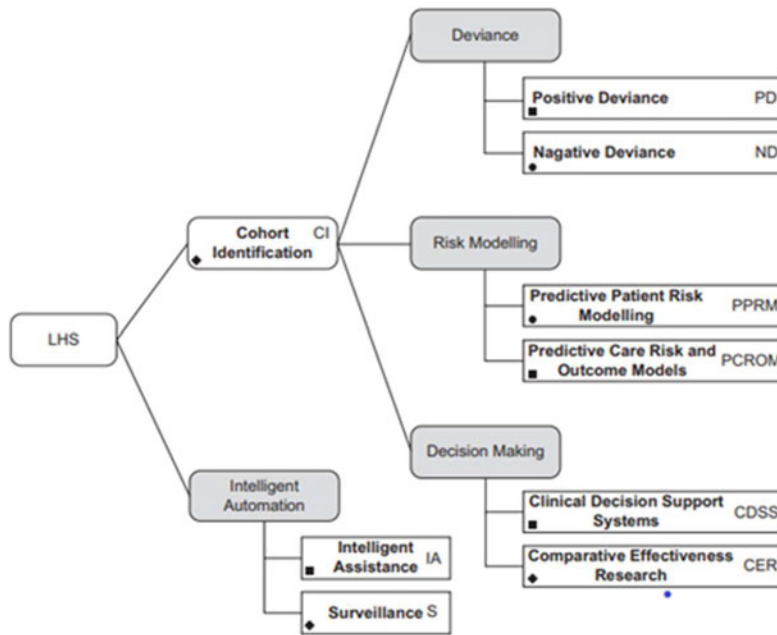 Deviance
Positive Deviance PD
Nagative Deviance ND
Cohort CI
Identification
Risk Modelling
Predictive Patient Risk PPRM
Modelling
LHS
Predictive Care Risk and PCROM
Outcome Models
Decision Making
Intelligent
Automation
Clinical Decision Support CDSS
Systems
Intelligent IA
Assistance
Comparative Effectiveness CER
Research
Surveillance S